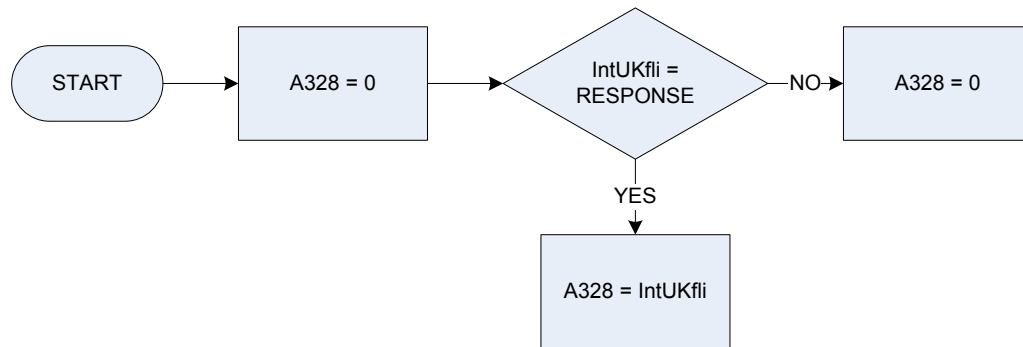 START
A328 = 0
IntUKfli =
RESPONSE
NO
A328 = 0
YES
A328 = IntUKfli